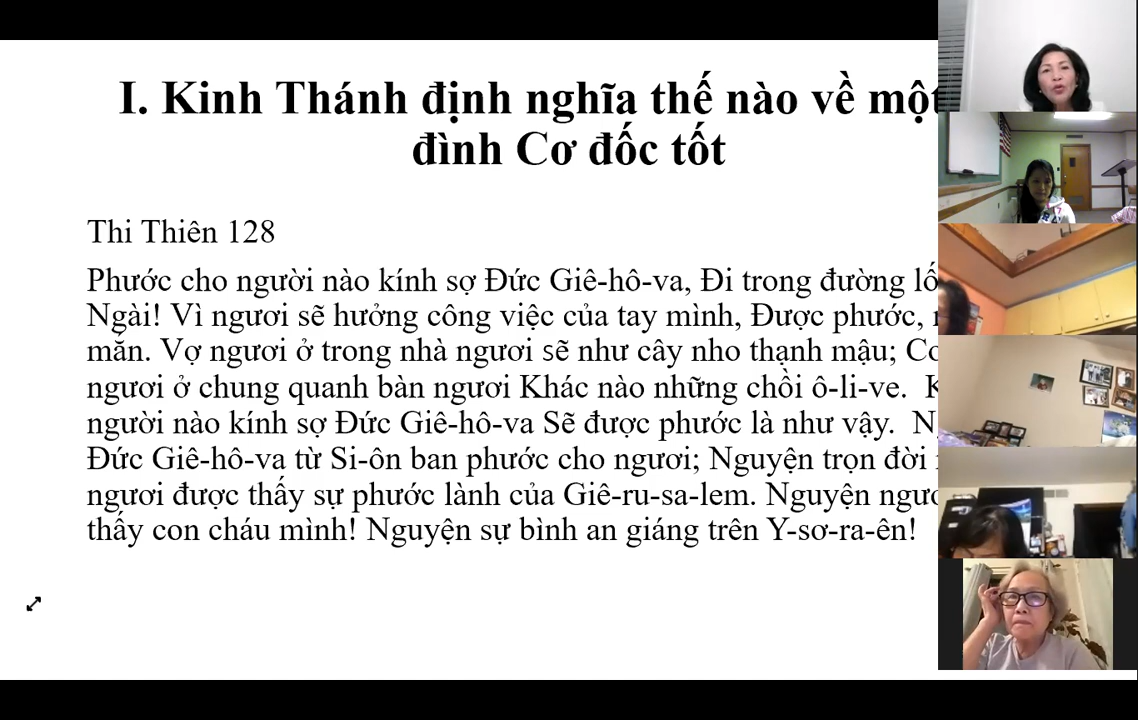 I. Kinh Thánh định nghĩa thế nào về một
đình Cơ đốc tốt
Thi Thiên 128
Phước cho người nào kính sợ Đức Giê-hô-va, Đi trong đường
Ngài! Vì ngươi sẽ hưởng công việc của tay mình, Được phước,
mắn. Vợ ngươi ở trong nhà ngươi sẽ như cây nho thạnh mậu;
ngươi ở chung quanh bàn ngươi Khác nào những chồi ô-li-ve.
người nào kính sợ Đức Giê-hô-va Sẽ được phước là như vậy.
Đức Giê-hô-va từ Si-ôn ban phước cho ngươi; Nguyện trọn đời
ngươi được thấy sự phước lành của Giê-ru-sa-lem. Nguyện
thấy con cháu mình! Nguyện sự bình an giáng trên Y-sơ-ra-ên!